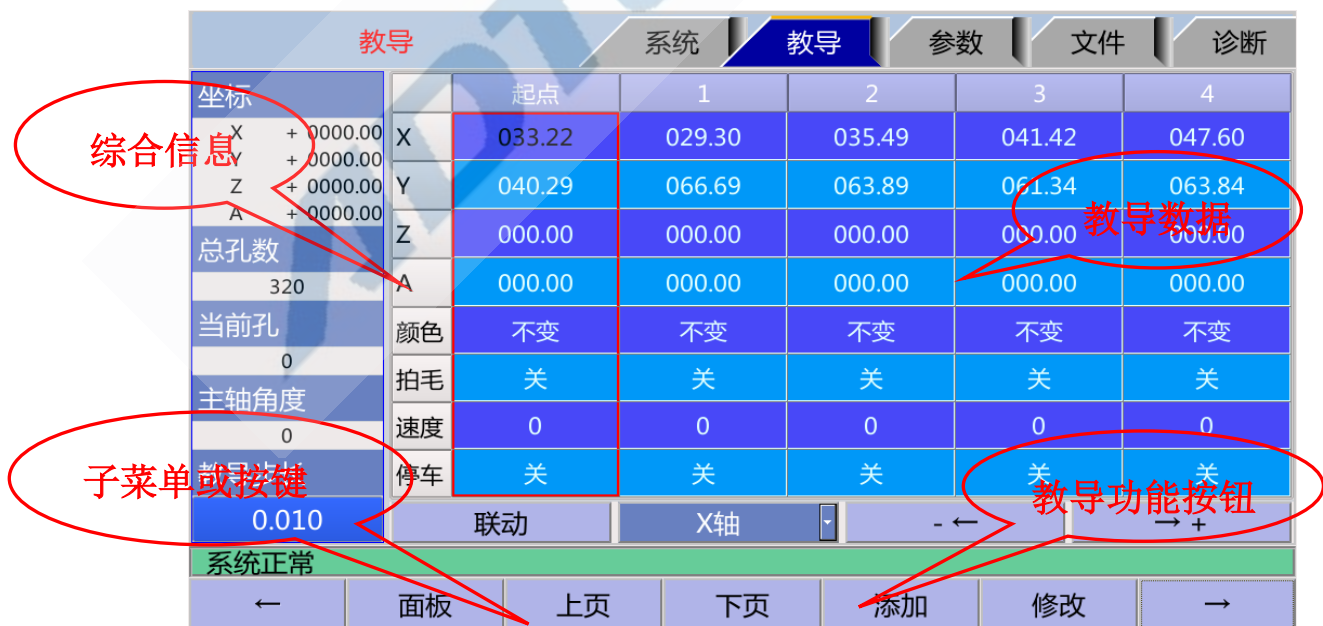 教导 系统 教导 参数 文件 诊断
坐标 起点 1 2 3 4
X + 0000.00 X 033.22 029.30 035.49 041.42 047.60
综合信息
Y + 0000.00
Z + 0000.00 Y 040.29 066.69 063.89 061.34 063.84
A + 0000.00
教导数据
总孔数 Z 000.00 000.00 000.00 000.00 000.00
320 A 000.00 000.00 000.00 000.00 000.00
当前孔 颜色 不变 不变 不变 不变 不变
0 拍毛 关 关 关 关 关
主轴角度
0 速度 0 0 0 0 0
子菜单或按键
教导 停车 关 关 关 关 关
教导功能按钮
0.010 联动 X轴 - ← → +
系统正常
← 面板 上页 下页 添加 修改 →